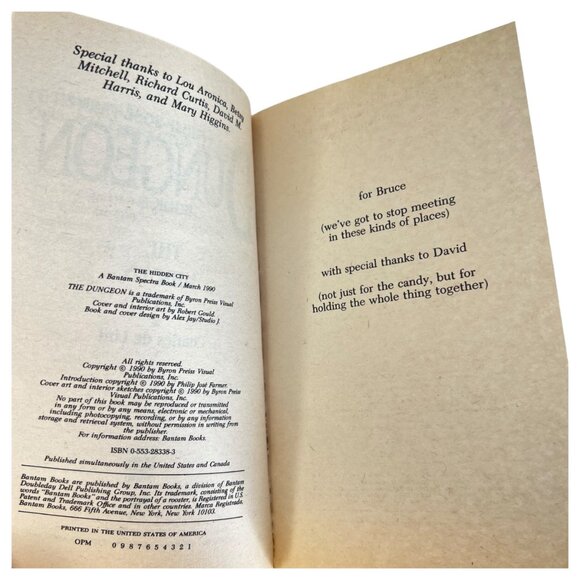 Special thanks to Lou Aronica, Betsy
Mitchell, Richard Curtis, David M.
Harris, and Mary Higgins.
DUNGEON
THE HIDDEN CITY
A Bantam Spectra Book / March 1990
THE DUNGEON is a trademark of Byron Preiss Visual
Publications, Inc.
Cover and interior art by Robert Gould.
Book and cover design by Alex Jay/Studio J.
All rights reserved.
Copyright © 1990 by Byron Preiss Visual
Publications, Inc.
Introduction copyright © 1990 by Philip José Farmer.
Cover art and interior sketches copyright © 1990 by Byron Preiss
Visual Publications, Inc.
No part of this book may be reproduced or transmitted
in any form or by any means, electronic or mechanical,
including photocopying, recording, or by any information
storage and retrieval system, without permission in writing from
the publisher.
For information address: Bantam Books.
ISBN 0-553-28338-3
Published simultaneously in the United States and Canada
Bantam Books are published by Bantam Books, a division of Bantam
Doubleday Dell Publishing Group, Inc. Its trademark, consisting of the
words "Bantam Books" and the portrayal of a rooster, is Registered in U.S.
Patent and Trademark Office and in other countries. Marca Registrada.
Bantam Books, 666 Fifth Avenue, New York, New York 10103.
PRINTED IN THE UNITED STATES OF AMERICA
OPM 0 9 8 7 6 5 4 3 2 1
for Bruce
(we've got to stop meeting
in these kinds of places)
with special thanks to David
(not just for the candy, but for
holding the whole thing together)